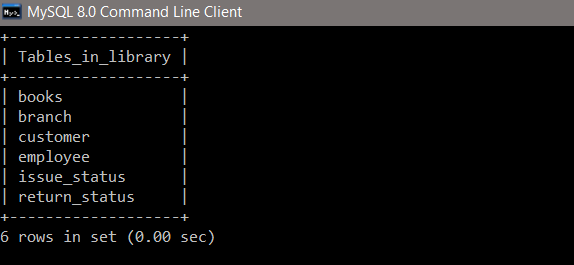 MySQL 8.0 Command Line Client
+-------------------+
| Tables_in_library |
+-------------------+
| books             |
| branch            |
| customer          |
| employee          |
| issue_status      |
| return_status     |
+-------------------+
6 rows in set (0.00 sec)